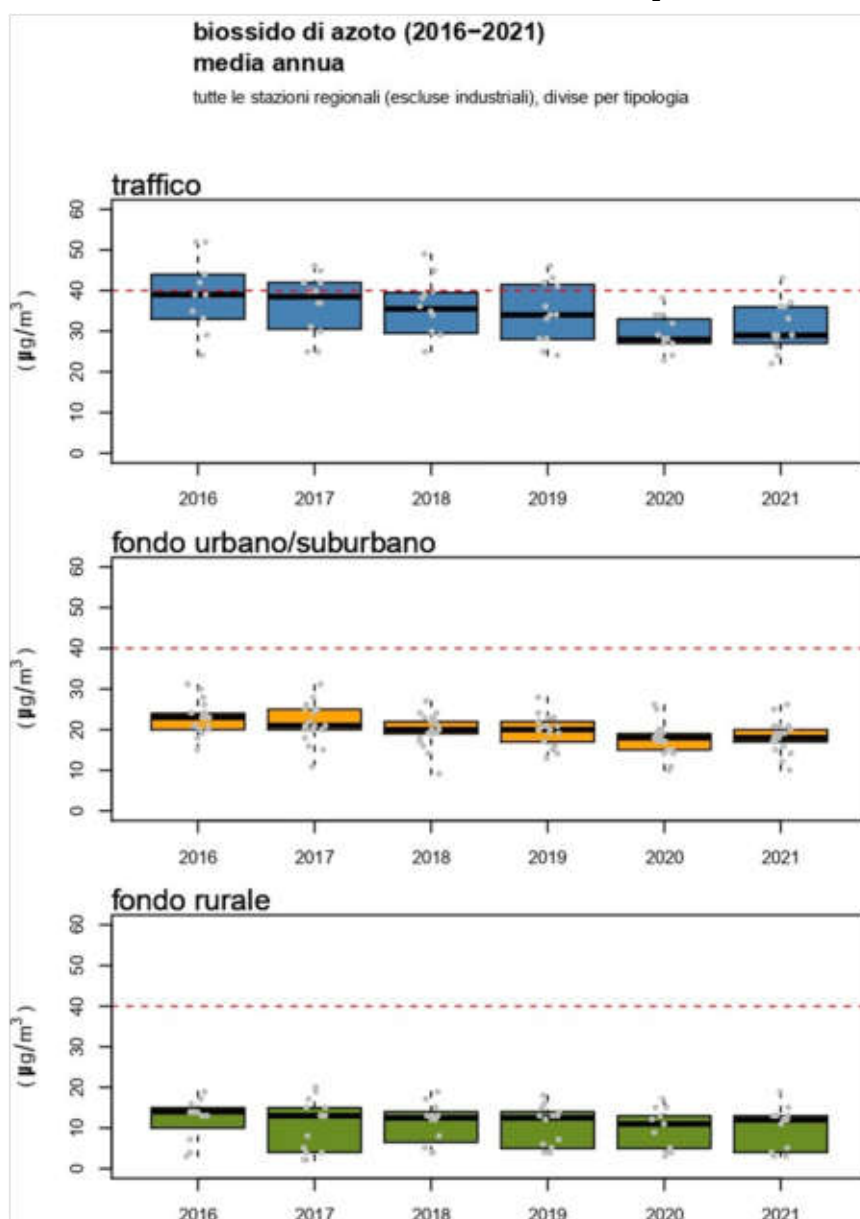 biossido di azoto (2016−2021)
media annua
tutte le stazioni regionali (escluse industriali), divise per tipologia
traffico
60
50
40
30
20
10
0
(µg/m³)
2016 2017 2018 2019 2020 2021
fondo urbano/suburbano
60
50
40
30
20
10
0
(µg/m³)
2016 2017 2018 2019 2020 2021
fondo rurale
60
50
40
30
20
10
0
(µg/m³)
2016 2017 2018 2019 2020 2021